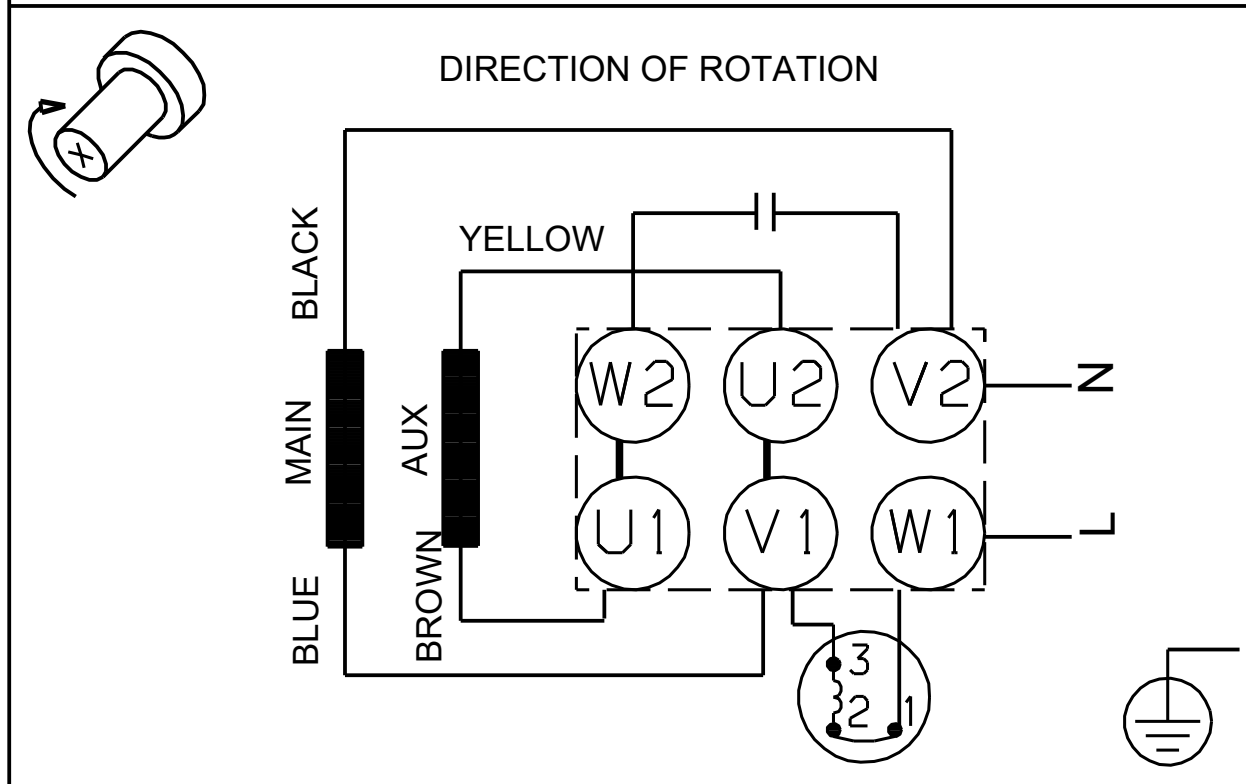 DIRECTION OF ROTATION
BLACK
YELLOW
MAIN
AUX
BLUE
BROWN
W2 U2 V2 N
U1 V1 W1 L
3
2 1